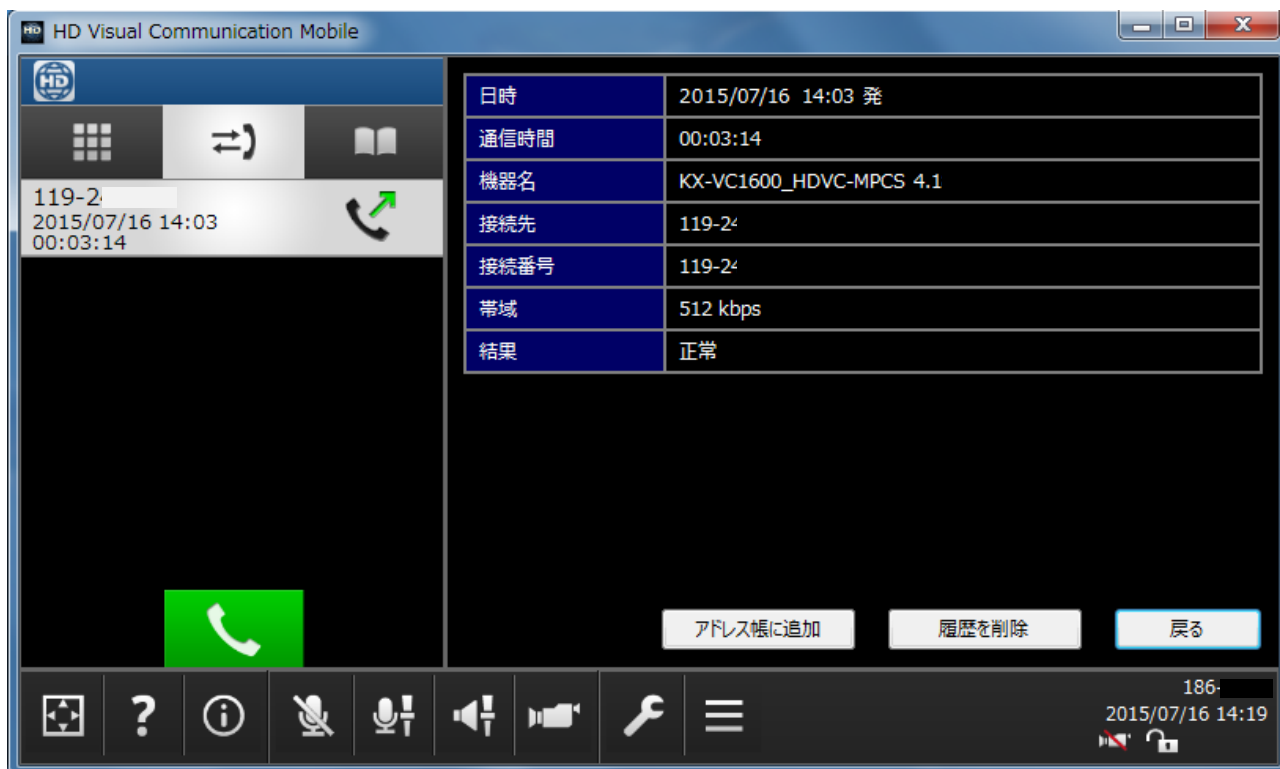 HD Visual Communication Mobile
HD
119-2
2015/07/16 14:03
00:03:14
日時 2015/07/16 14:03 発
通信時間 00:03:14
機器名 KX-VC1600_HDVC-MPCS 4.1
接続先 119-24
接続番号 119-24
帯域 512 kbps
結果 正常
アドレス帳に追加 履歴を削除 戻る
186-
2015/07/16 14:19